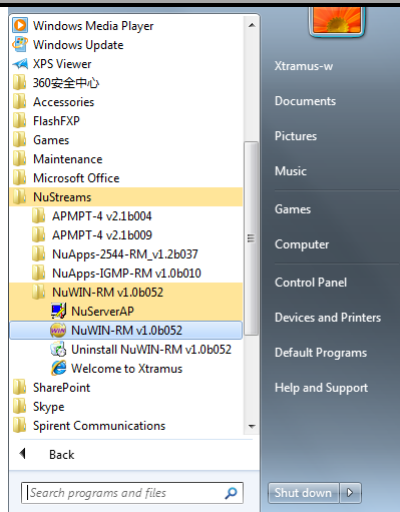 Windows Media Player
Windows Update
XPS Viewer
360安全中心
Accessories
FlashFXP
Games
Maintenance
Microsoft Office
NuStreams
APMPT-4 v2.1b004
APMPT-4 v2.1b009
NuApps-2544-RM_v1.2b037
NuApps-IGMP-RM v1.0b010
NuWIN-RM v1.0b052
NuServerAP
NuWIN-RM v1.0b052
Uninstall NuWIN-RM v1.0b052
Welcome to Xtramus
SharePoint
Skype
Spirent Communications
Back
Search programs and files
Xtramus-w
Documents
Pictures
Music
Games
Computer
Control Panel
Devices and Printers
Default Programs
Help and Support
Shut down